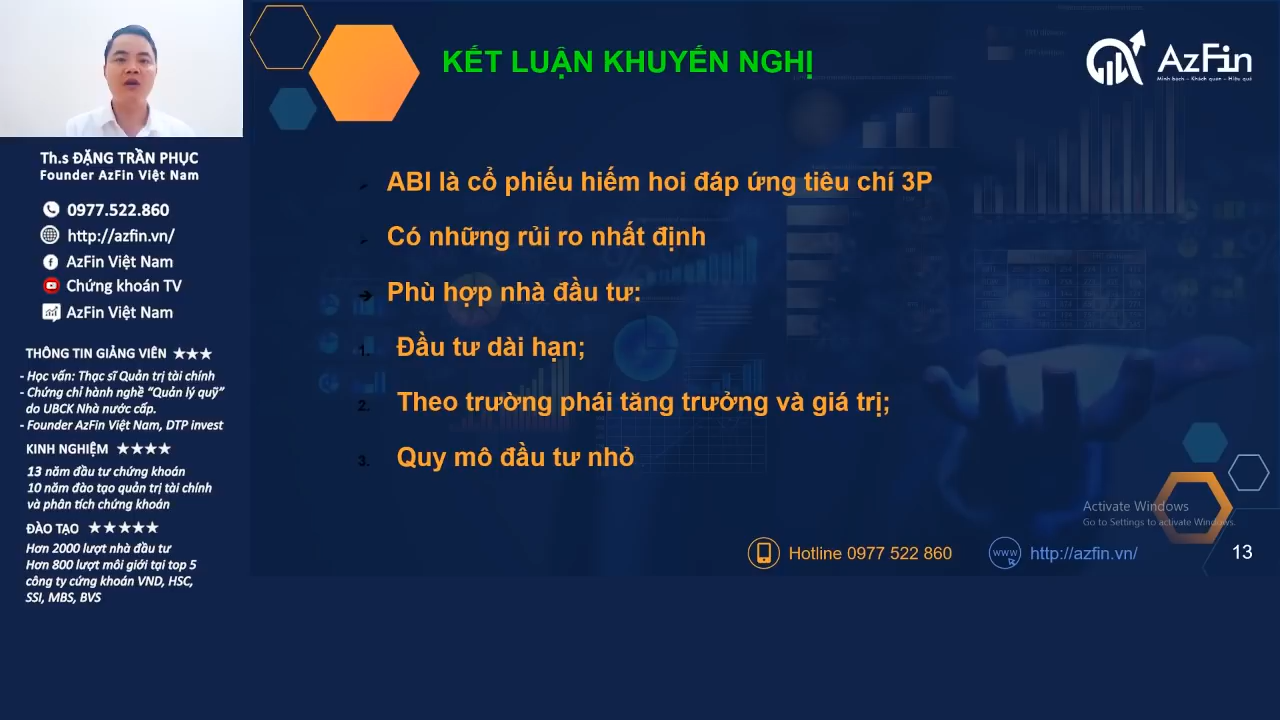 KẾT LUẬN KHUYẾN NGHỊ
AzFin
Minh bạch - Khách quan - Hiệu quả
Th.s ĐẶNG TRẦN PHỤC
Founder AzFin Việt Nam
0977.522.860
http://azfin.vn/
AzFin Việt Nam
Chứng khoán TV
AzFin Việt Nam
THÔNG TIN GIẢNG VIÊN ★★★
- Học vấn: Thạc sĩ Quản trị tài chính
- Chứng chỉ hành nghề "Quản lý quỹ"
do UBCK Nhà nước cấp.
- Founder AzFin Việt Nam, DTP invest
KINH NGHIỆM ★★★★
13 năm đầu tư chứng khoán
10 năm đào tạo quản trị tài chính
và phân tích chứng khoán
ĐÀO TẠO ★★★★★
Hơn 2000 lượt nhà đầu tư
Hơn 800 lượt môi giới tại top 5
công ty cứng khoán VND, HSC,
SSI, MBS, BVS
ABI là cổ phiếu hiếm hoi đáp ứng tiêu chí 3P
Có những rủi ro nhất định
➔ Phù hợp nhà đầu tư:
1. Đầu tư dài hạn;
2. Theo trường phái tăng trưởng và giá trị;
3. Quy mô đầu tư nhỏ
Activate Windows
Go to Settings to activate Windows.
Hotline 0977 522 860
www
http://azfin.vn/
13